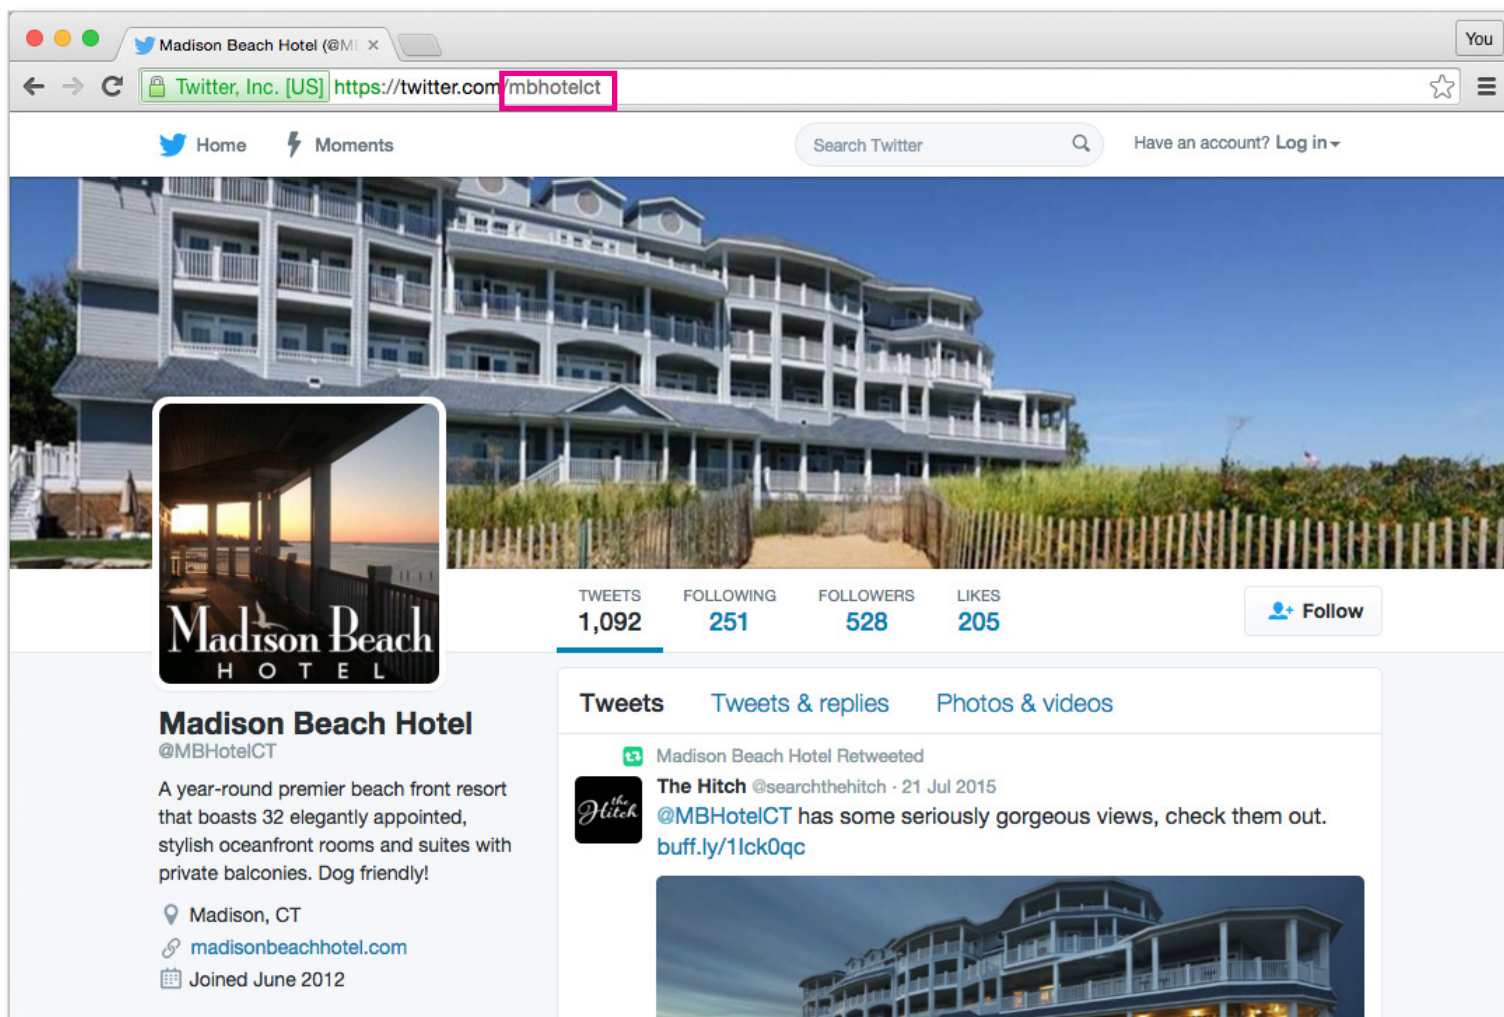 Madison Beach Hotel (@M
You
Twitter, Inc. [US] https://twitter.com/mbhotelct
Home
Moments
Search Twitter
Have an account? Log in
Madison Beach
HOTEL
TWEETS
1,092
FOLLOWING
251
FOLLOWERS
528
LIKES
205
Follow
Madison Beach Hotel
@MBHotelCT
A year-round premier beach front resort
that boasts 32 elegantly appointed,
stylish oceanfront rooms and suites with
private balconies. Dog friendly!
Madison, CT
madisonbeachhotel.com
Joined June 2012
Tweets
Tweets & replies
Photos & videos
Madison Beach Hotel Retweeted
the
Hitch
The Hitch @searchthehitch · 21 Jul 2015
@MBHotelCT has some seriously gorgeous views, check them out.
buff.ly/1Ick0qc